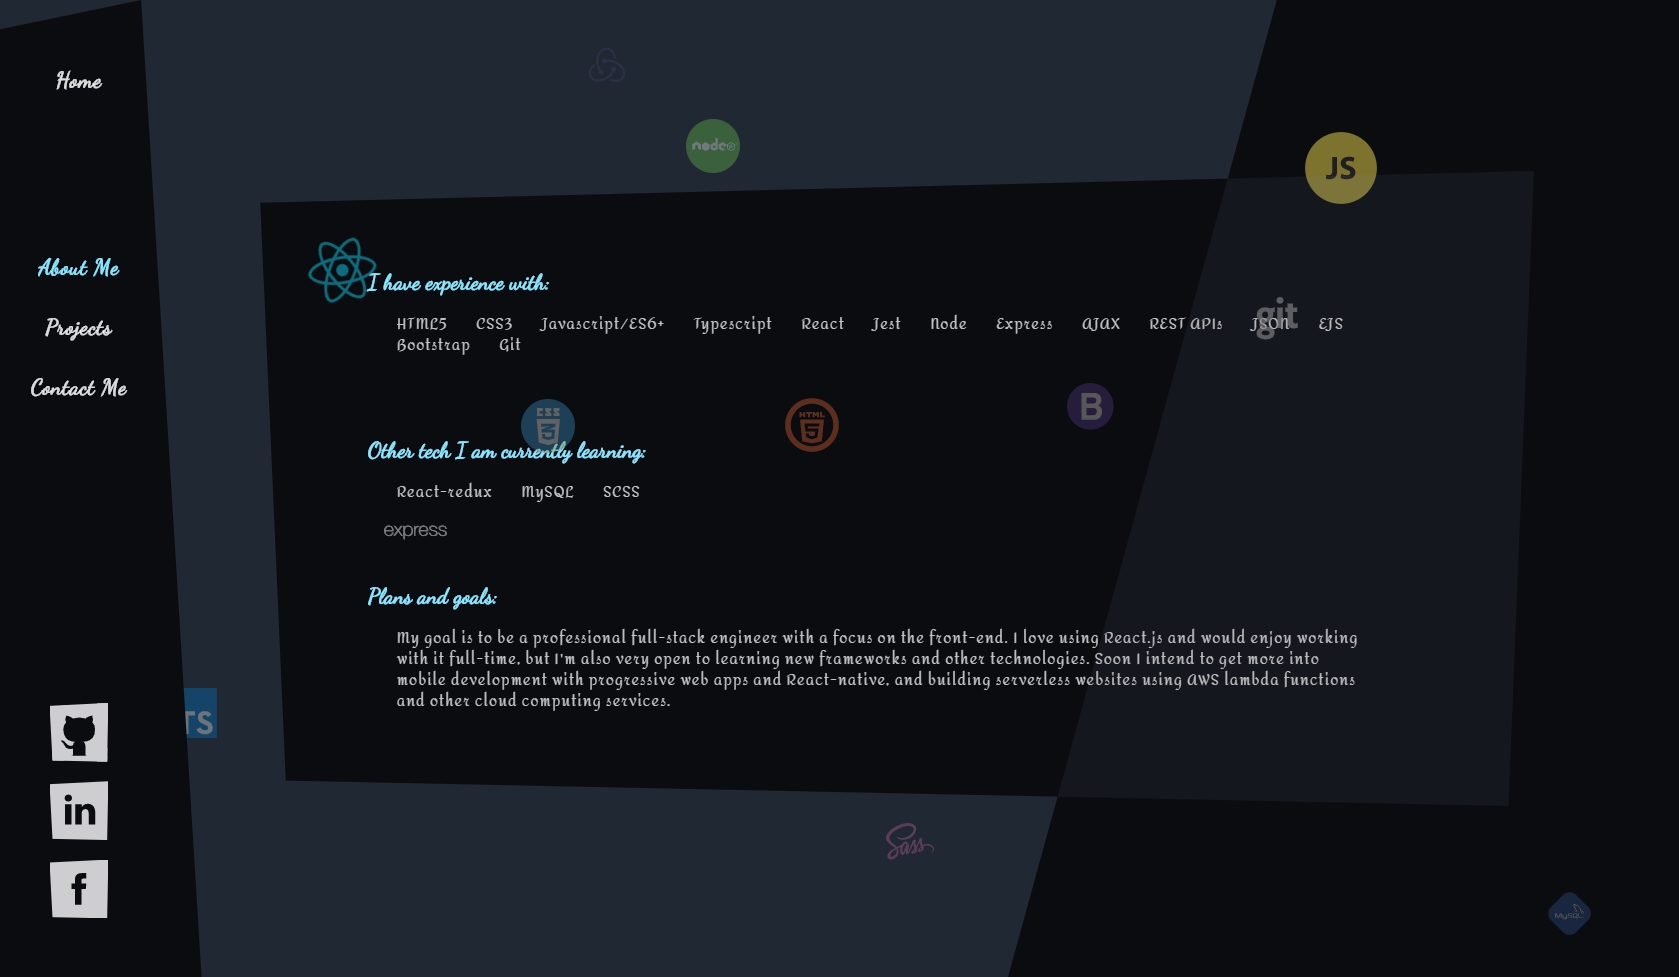 Home
node®
JS
About Me
Projects
Contact Me
I have experience with:
HTML5 CSS3 Javascript/ES6+ Typescript React Jest Node Express AJAX REST APIs JSON EJS
git
Bootstrap Git
CSS
3
HTML
5
B
Other tech I am currently learning:
React-redux MySQL SCSS
express
Plans and goals:
My goal is to be a professional full-stack engineer with a focus on the front-end. I love using React.js and would enjoy working
with it full-time, but I'm also very open to learning new frameworks and other technologies. Soon I intend to get more into
mobile development with progressive web apps and React-native, and building serverless websites using AWS lambda functions
and other cloud computing services.
TS
in
f
Sass
MySQL